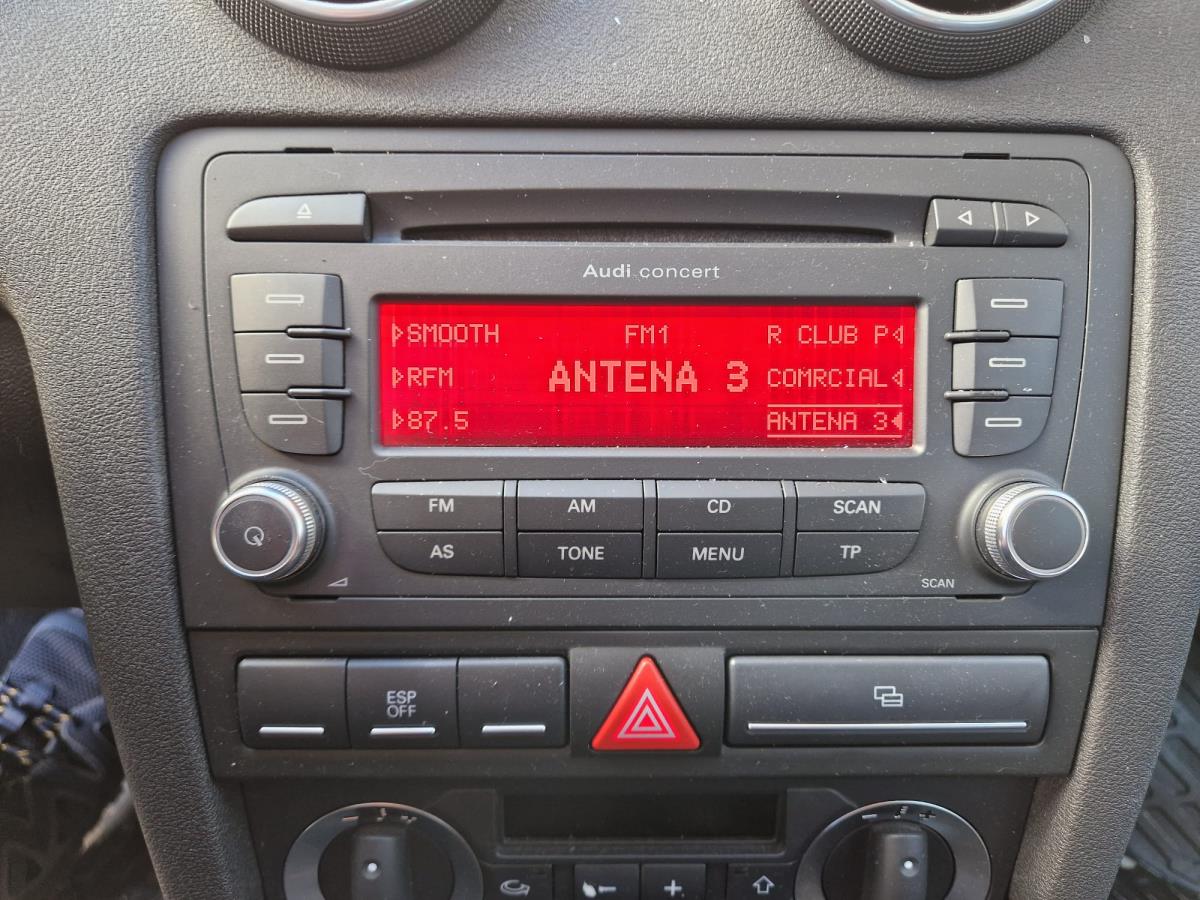 Audi concert
SMOOTH FM1 R CLUB P
RFM ANTENA 3 COMRCIAL
87.5 ANTENA 3
FM AM CD SCAN
AS TONE MENU TP
SCAN
ESP
OFF